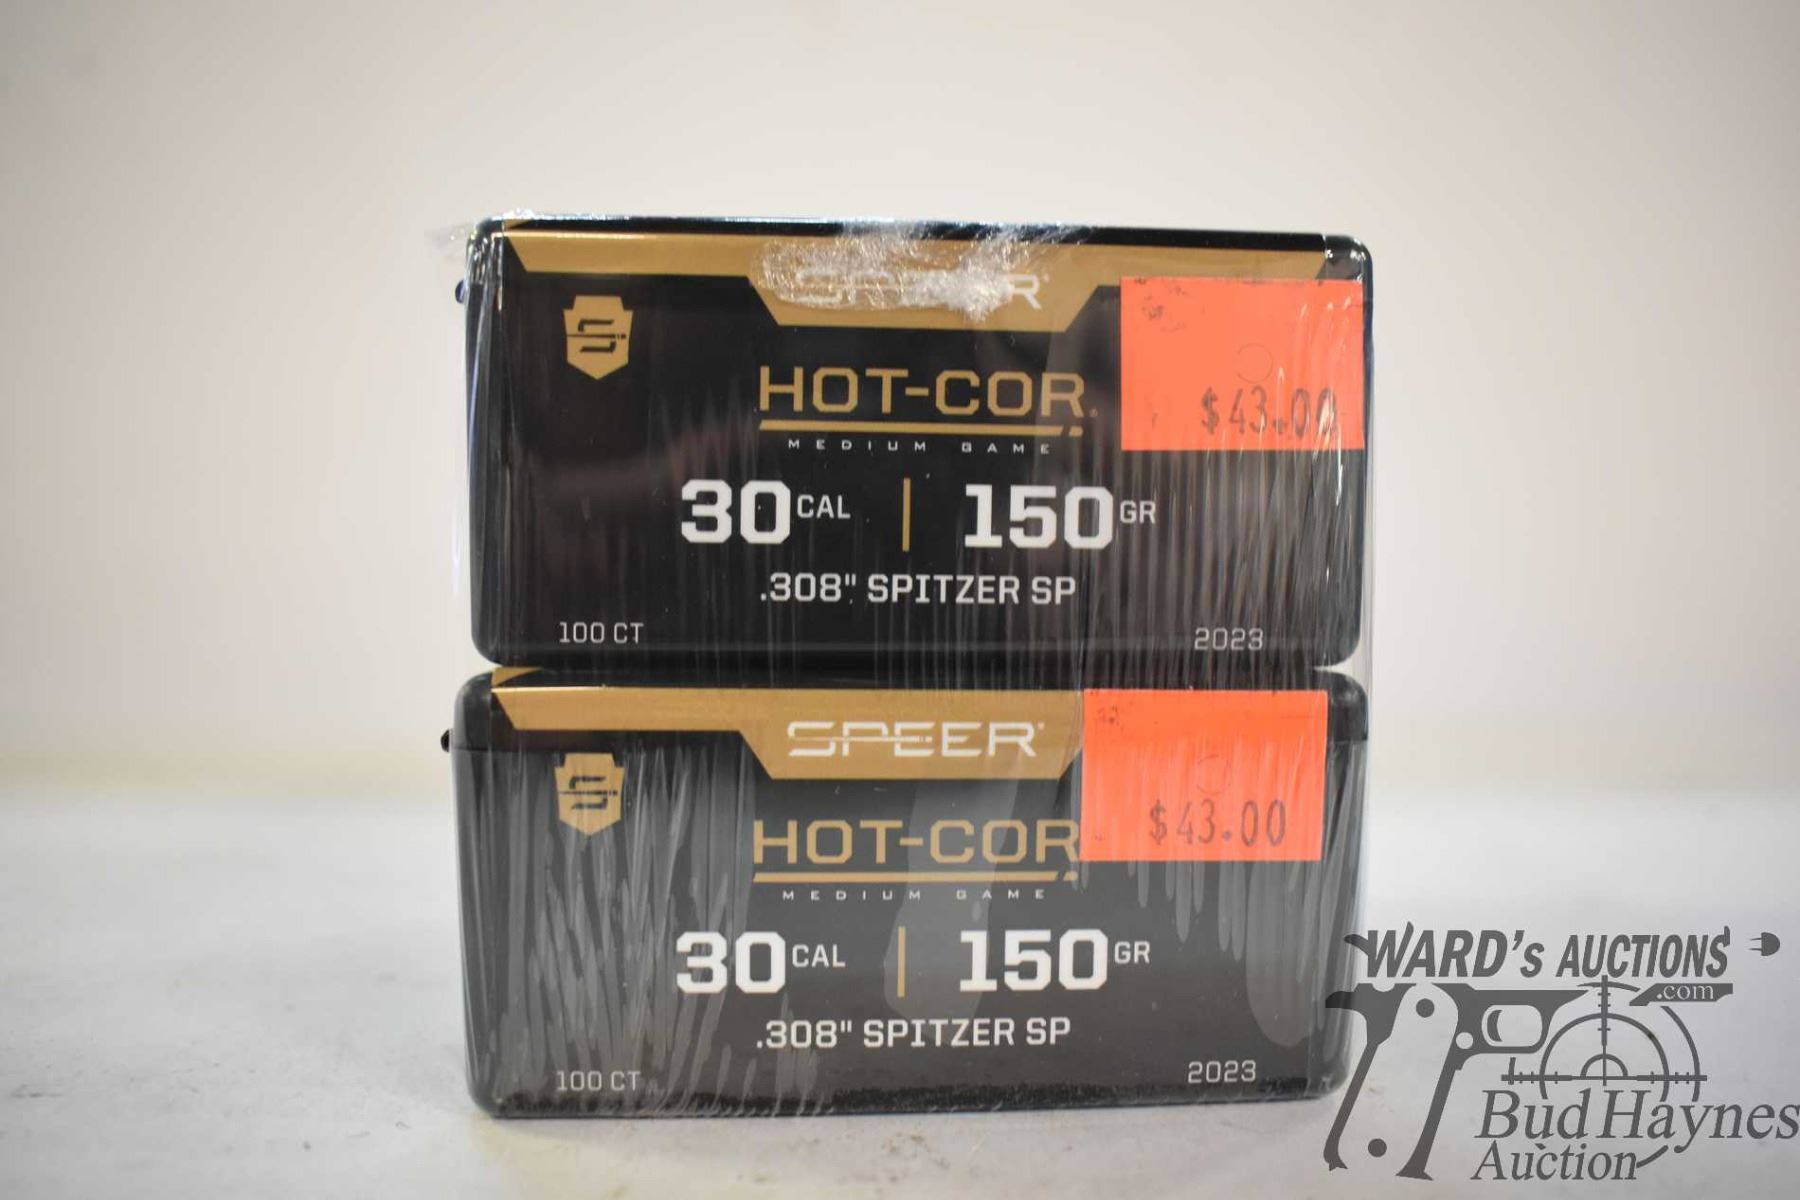 SPEER
$43.00
HOT-COR
MEDIUM GAME
30 CAL | 150 GR
.308" SPITZER SP
100 CT 2023
SPEER
$43.00
HOT-COR
MEDIUM GAME
30 CAL | 150 GR
.308" SPITZER SP
100 CT 2023
WARD's AUCTIONS
.com
Bud Haynes
Auction